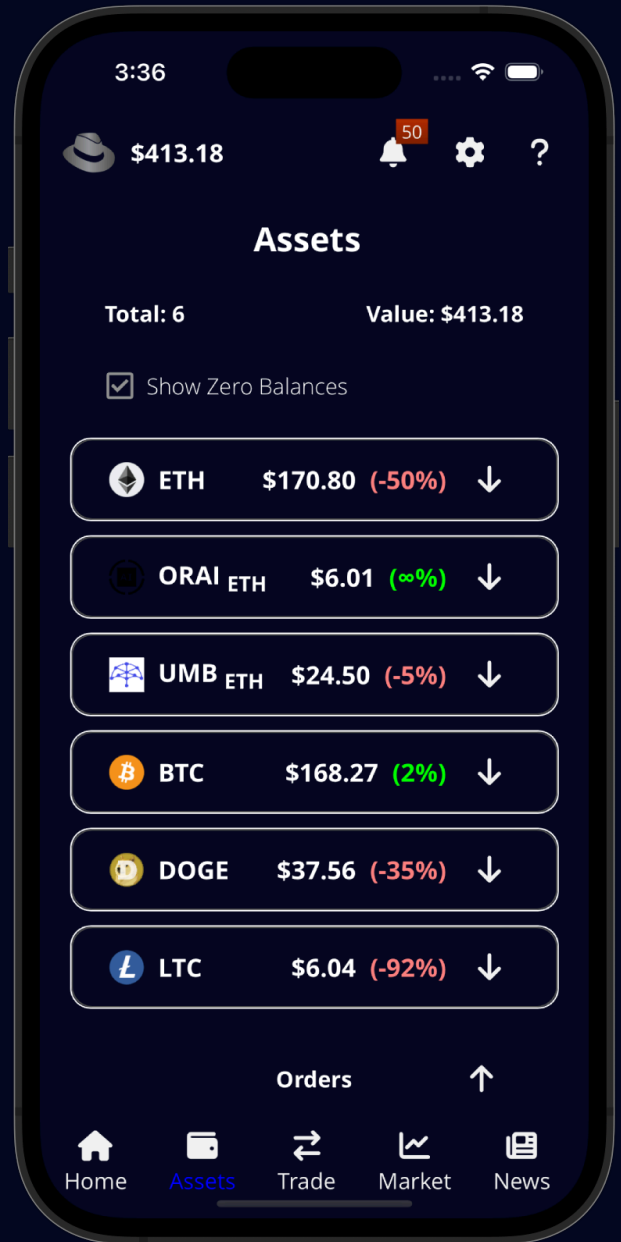 3:36
$413.18
50
?
Assets
Total: 6 Value: $413.18
Show Zero Balances
ETH $170.80 (-50%)
ORAI ETH $6.01 (∞%)
UMB ETH $24.50 (-5%)
BTC $168.27 (2%)
DOGE $37.56 (-35%)
LTC $6.04 (-92%)
Orders
Home Assets Trade Market News